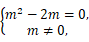 {m² − 2m = 0,
m ≠ 0,